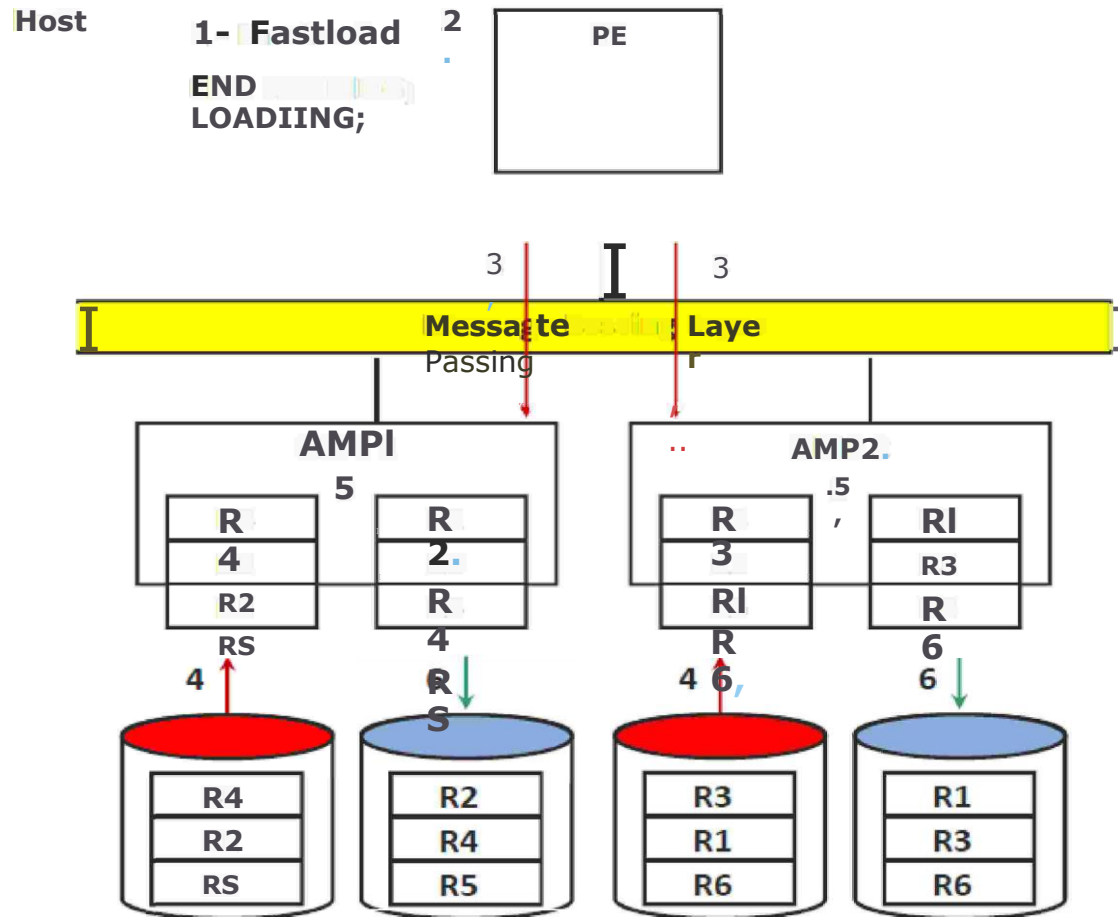 Host
1- Fastload
2
.
PE
END
LOADIING;
3
,
3
Message Laye
Passing
r
AMPl
5
AMP2.
.5
,
R
4
R2
RS
R
2.
R
4
R
S
R
3
Rl
R
6,
Rl
R3
R
6
4
6
4
6
R4
R2
RS
R2
R4
R5
R3
R1
R6
R1
R3
R6